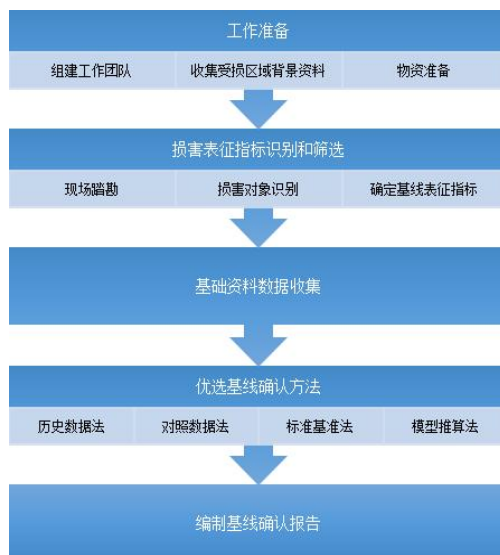 工作准备
组建工作团队 收集受损区域背景资料 物资准备
损害表征指标识别和筛选
现场踏勘 损害对象识别 确定基线表征指标
基础资料数据收集
优选基线确认方法
历史数据法 对照数据法 标准基准法 模型推算法
编制基线确认报告